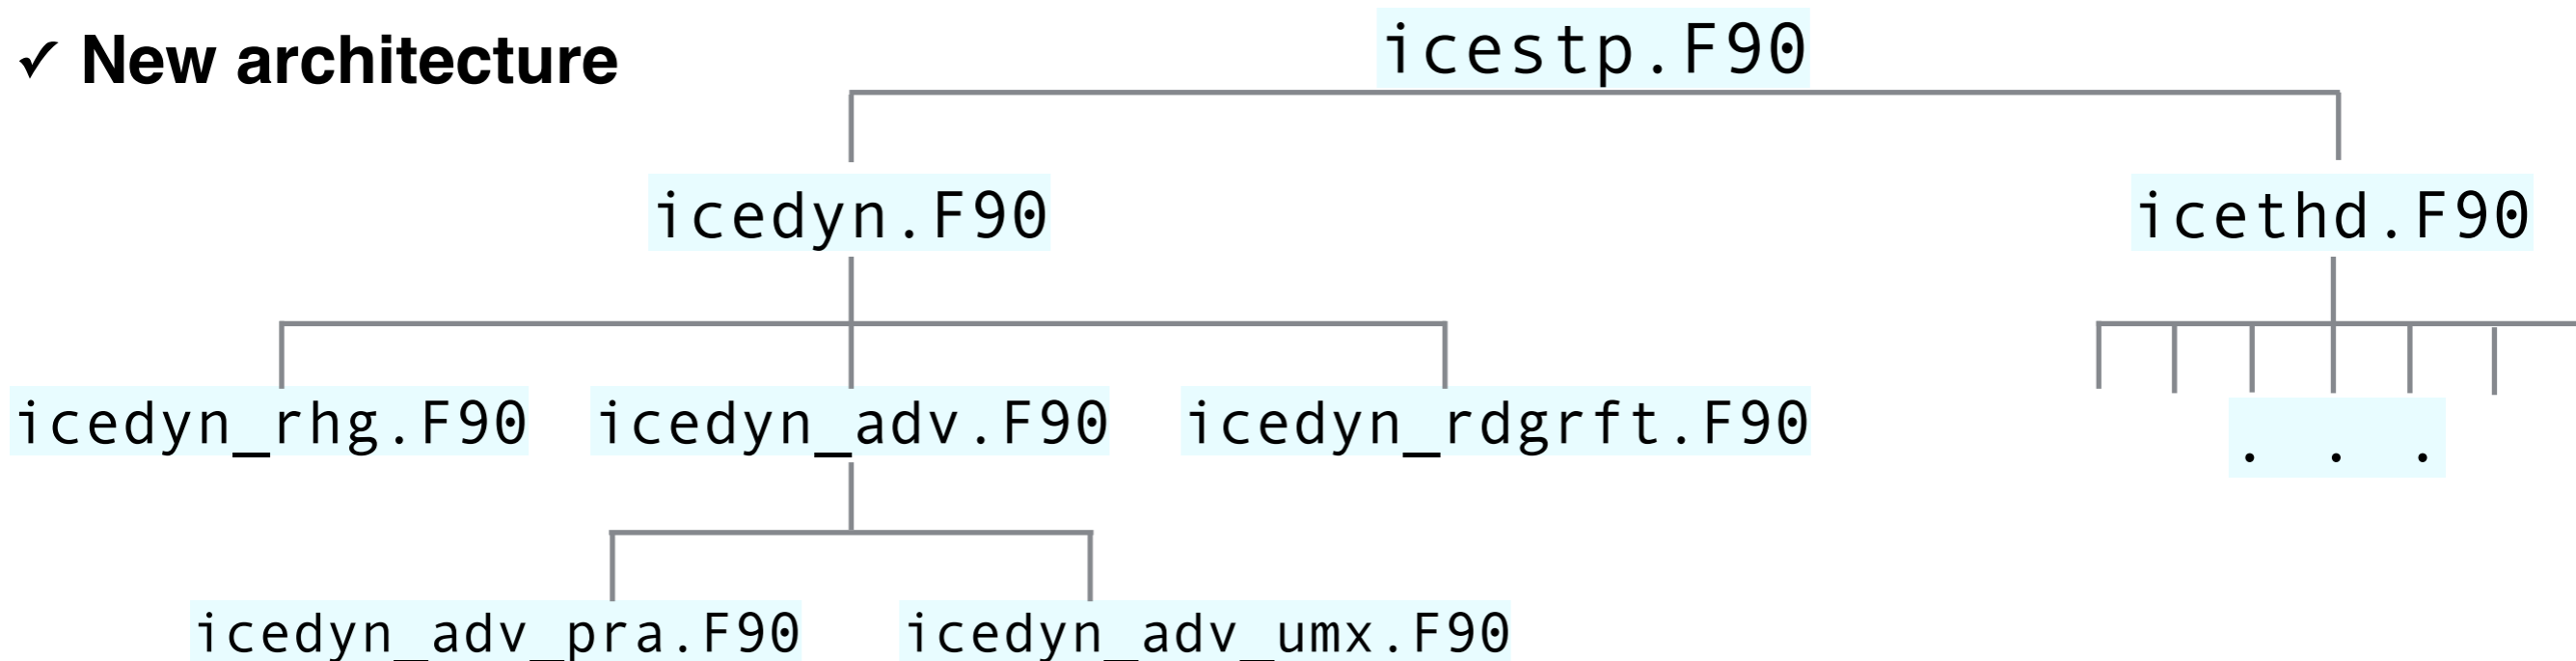 ✓ New architecture
icestp.F90
icedyn.F90
icethd.F90
icedyn_rhg.F90
icedyn_adv.F90
icedyn_rdgrft.F90
. . .
icedyn_adv_pra.F90
icedyn_adv_umx.F90